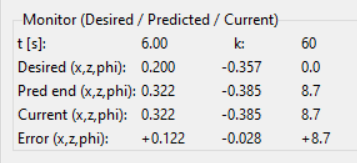 Monitor (Desired / Predicted / Current)
t [s]: 6.00 k: 60
Desired (x,z,phi): 0.200 -0.357 0.0
Pred end (x,z,phi): 0.322 -0.385 8.7
Current (x,z,phi): 0.322 -0.385 8.7
Error (x,z,phi): +0.122 -0.028 +8.7